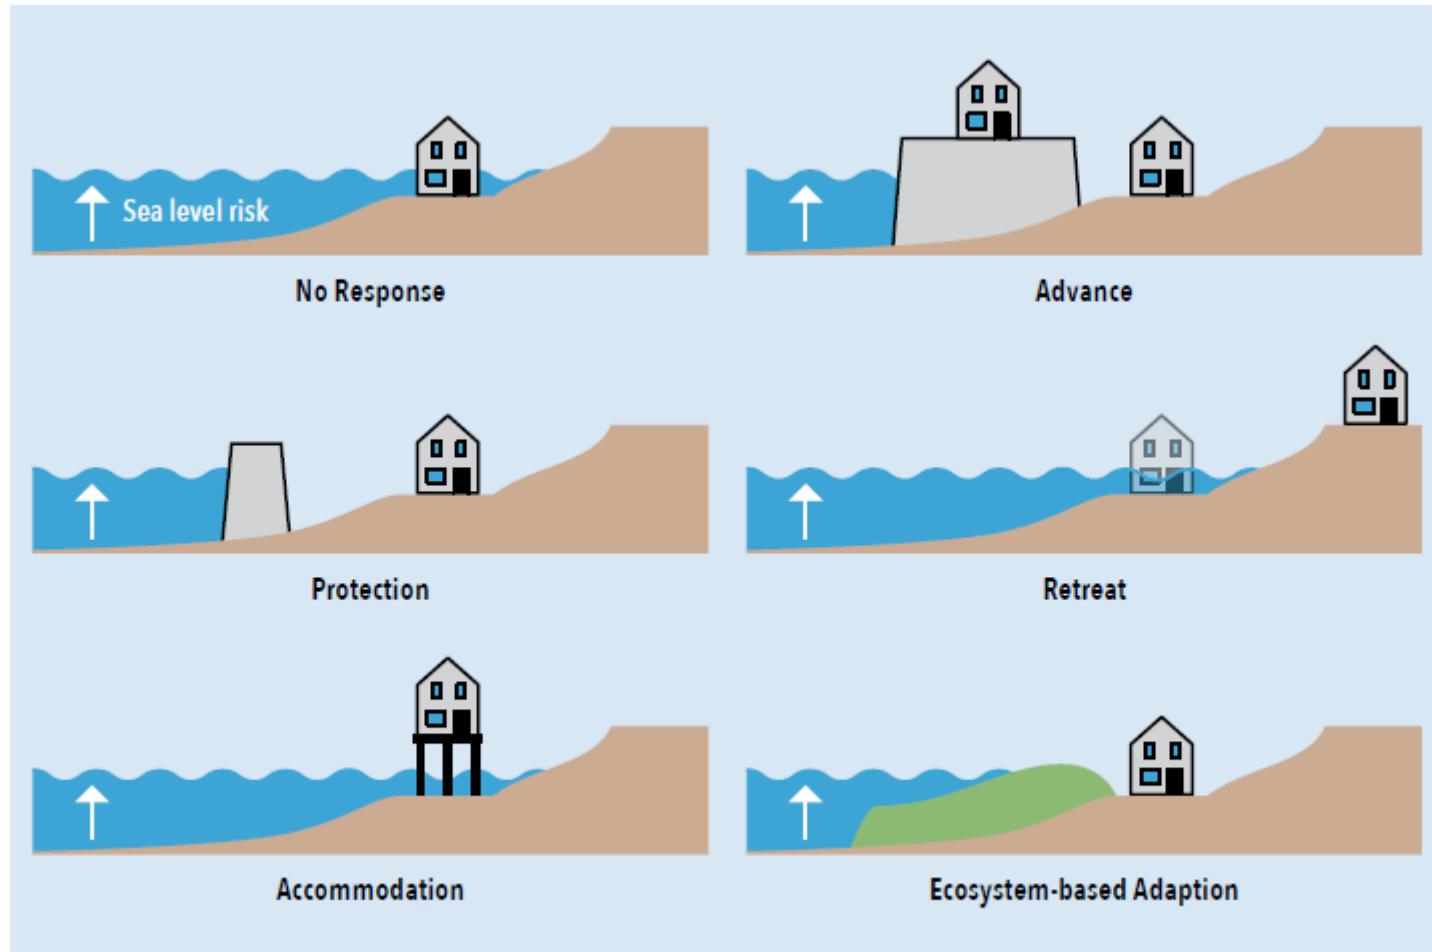 Sea level risk
No Response
Advance
Protection
Retreat
Accommodation
Ecosystem-based Adaption